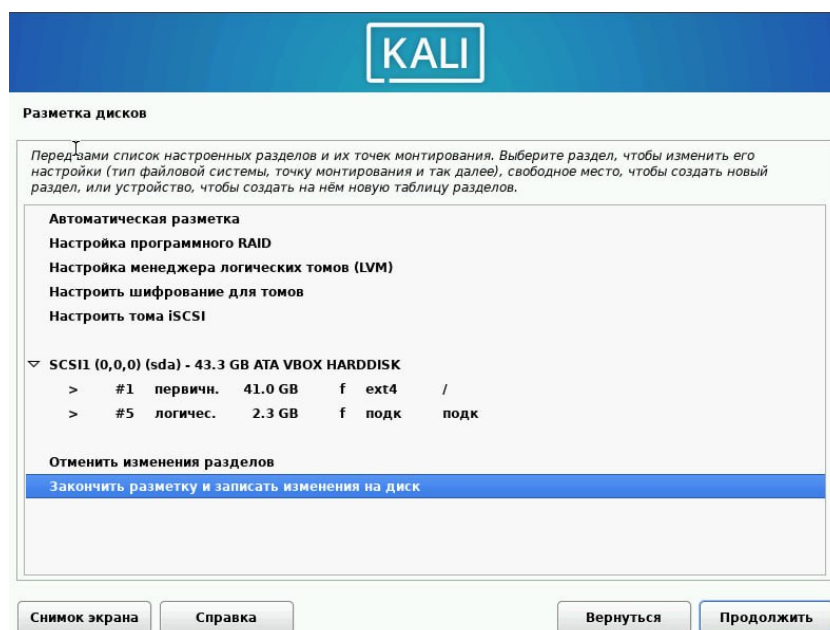 KALI
Разметка дисков
Перед вами список настроенных разделов и их точек монтирования. Выберите раздел, чтобы изменить его
настройки (тип файловой системы, точку монтирования и так далее), свободное место, чтобы создать новый
раздел, или устройство, чтобы создать на нём новую таблицу разделов.
Автоматическая разметка
Настройка программного RAID
Настройка менеджера логических томов (LVM)
Настроить шифрование для томов
Настроить тома iSCSI
SCSI1 (0,0,0) (sda) - 43.3 GB ATA VBOX HARDDISK
> #1 первичн. 41.0 GB f ext4 /
> #5 логичес. 2.3 GB f подк подк
Отменить изменения разделов
Закончить разметку и записать изменения на диск
Снимок экрана Справка Вернуться Продолжить